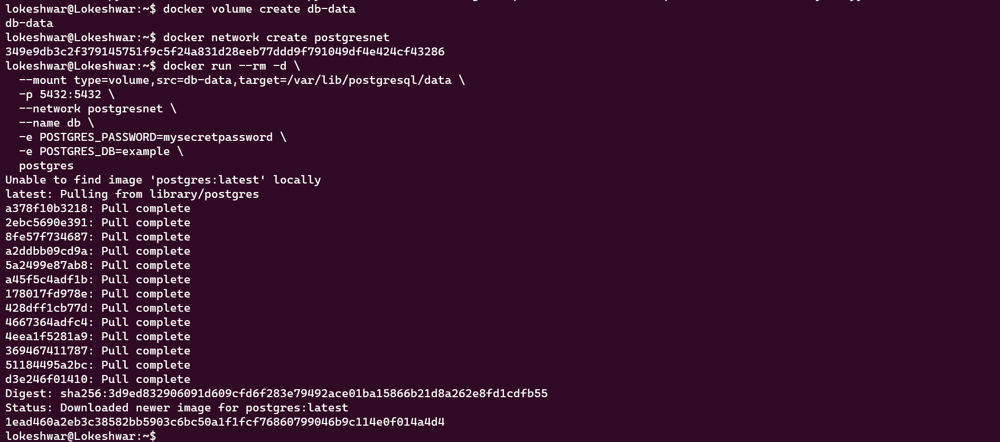 lokeshwar@Lokeshwar:~$ docker volume create db-data
db-data
lokeshwar@Lokeshwar:~$ docker network create postgresnet
349e9db3c2f379145751f9c5f24a831d28eeb77ddd9f791049df4e424cf43286
lokeshwar@Lokeshwar:~$ docker run --rm -d \
  --mount type=volume,src=db-data,target=/var/lib/postgresql/data \
  -p 5432:5432 \
  --network postgresnet \
  --name db \
  -e POSTGRES_PASSWORD=mysecretpassword \
  -e POSTGRES_DB=example \
  postgres
Unable to find image 'postgres:latest' locally
latest: Pulling from library/postgres
a378f10b3218: Pull complete
2ebc5690e391: Pull complete
8fe57f734687: Pull complete
a2ddbb09cd9a: Pull complete
5a2499e87ab8: Pull complete
a45f5c4adf1b: Pull complete
178017fd978e: Pull complete
428dff1cb77d: Pull complete
4667364adfc4: Pull complete
4eea1f5281a9: Pull complete
369467411787: Pull complete
51184495a2bc: Pull complete
d3e246f01410: Pull complete
Digest: sha256:3d9ed832906091d609cfd6f283e79492ace01ba15866b21d8a262e8fd1cdfb55
Status: Downloaded newer image for postgres:latest
1ead460a2eb3c38582bb5903c6bc50a1f1fcf76860799046b9c114e0f014a4d4
lokeshwar@Lokeshwar:~$